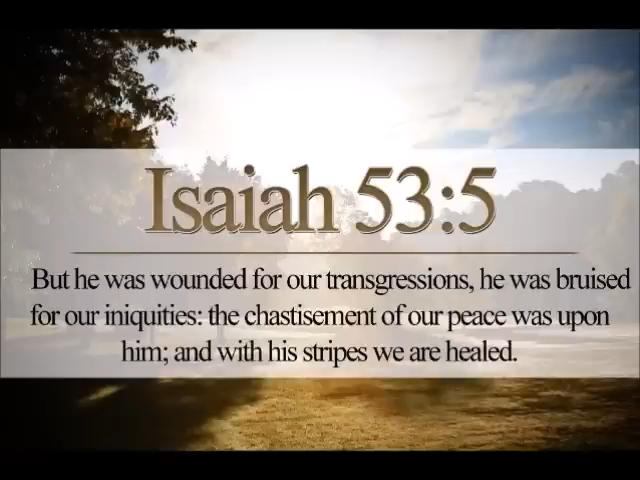 Isaiah 53:5
But he was wounded for our transgressions, he was bruised
for our iniquities: the chastisement of our peace was upon
him; and with his stripes we are healed.